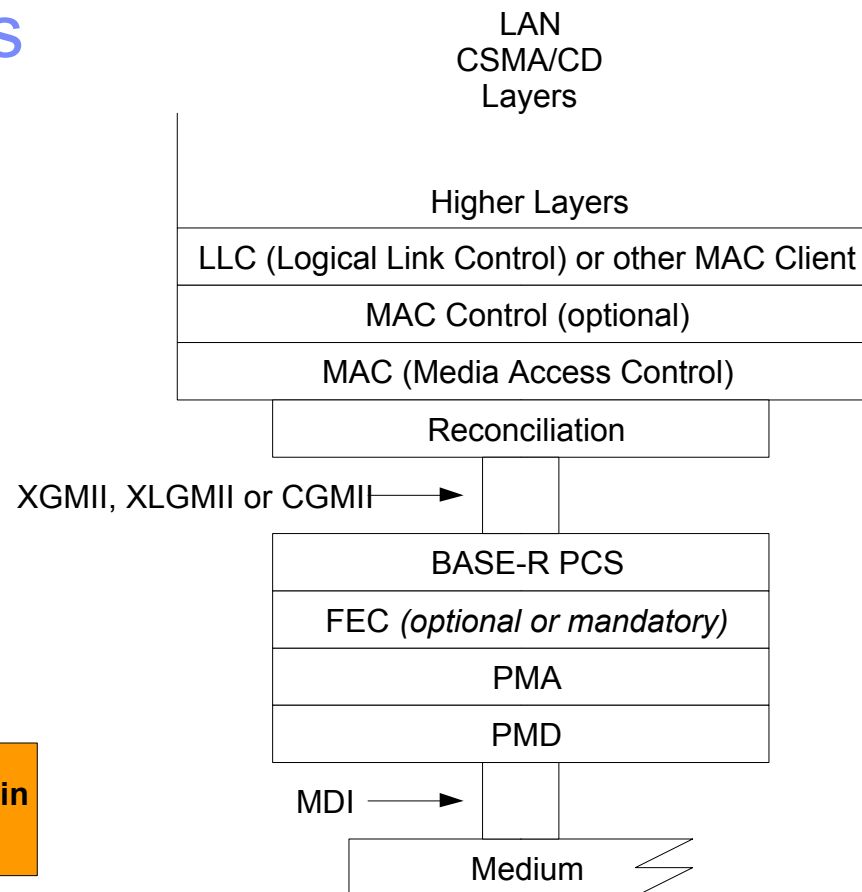 s
LAN
CSMA/CD
Layers
Higher Layers
LLC (Logical Link Control) or other MAC Client
MAC Control (optional)
MAC (Media Access Control)
Reconciliation
XGMII, XLGMII or CGMII
BASE-R PCS
FEC (optional or mandatory)
PMA
PMD
in
MDI
Medium